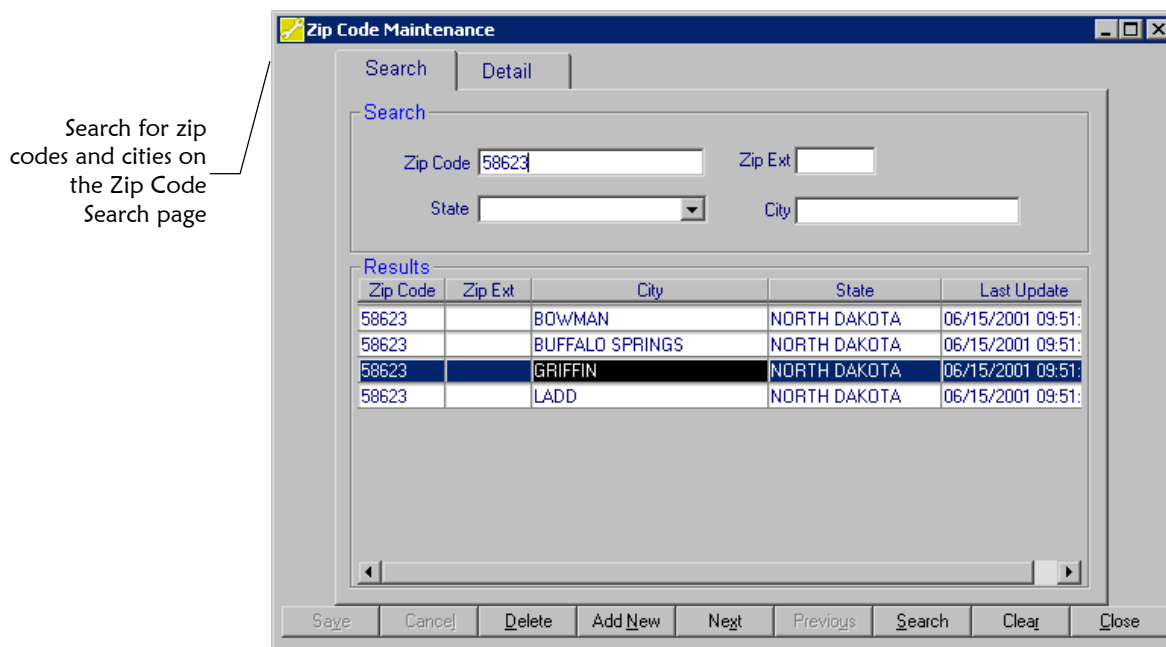 Zip Code Maintenance
Search Detail
Search for zip
codes and cities on
the Zip Code
Search page
Search
Zip Code 58623 Zip Ext
State City
Results
Zip Code Zip Ext City State Last Update
58623 BOWMAN NORTH DAKOTA 06/15/2001 09:51:
58623 BUFFALO SPRINGS NORTH DAKOTA 06/15/2001 09:51:
58623 GRIFFIN NORTH DAKOTA 06/15/2001 09:51:
58623 LADD NORTH DAKOTA 06/15/2001 09:51:
Save Cancel Delete Add New Next Previous Search Clear Close